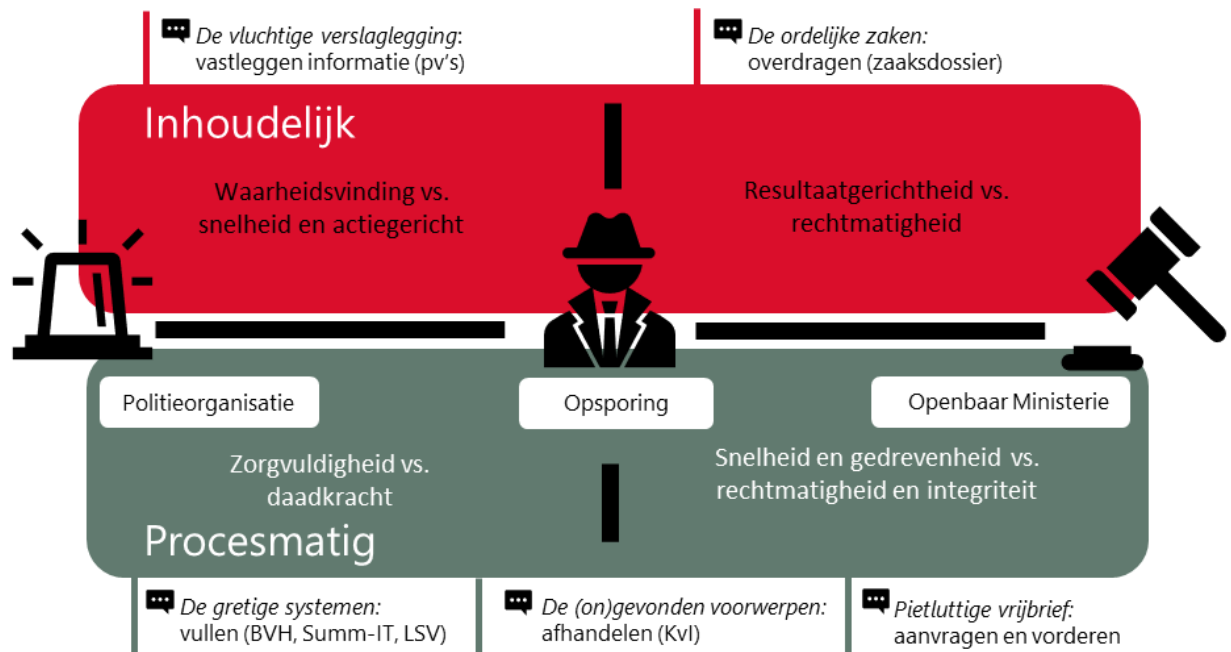 De vluchtige verslaglegging:
vastleggen informatie (pv's)
De ordelijke zaken:
overdragen (zaaksdossier)
Inhoudelijk
Waarheidsvinding vs.
snelheid en actiegericht
Resultaatgerichtheid vs.
rechtmatigheid
Politieorganisatie
Opsporing
Openbaar Ministerie
Zorgvuldigheid vs.
daadkracht
Snelheid en gedrevenheid vs.
rechtmatigheid en integriteit
Procesmatig
De gretige systemen:
vullen (BVH, Summ-IT, LSV)
De (on)gevonden voorwerpen:
afhandelen (KvI)
Pietluttige vrijbrief:
aanvragen en vorderen